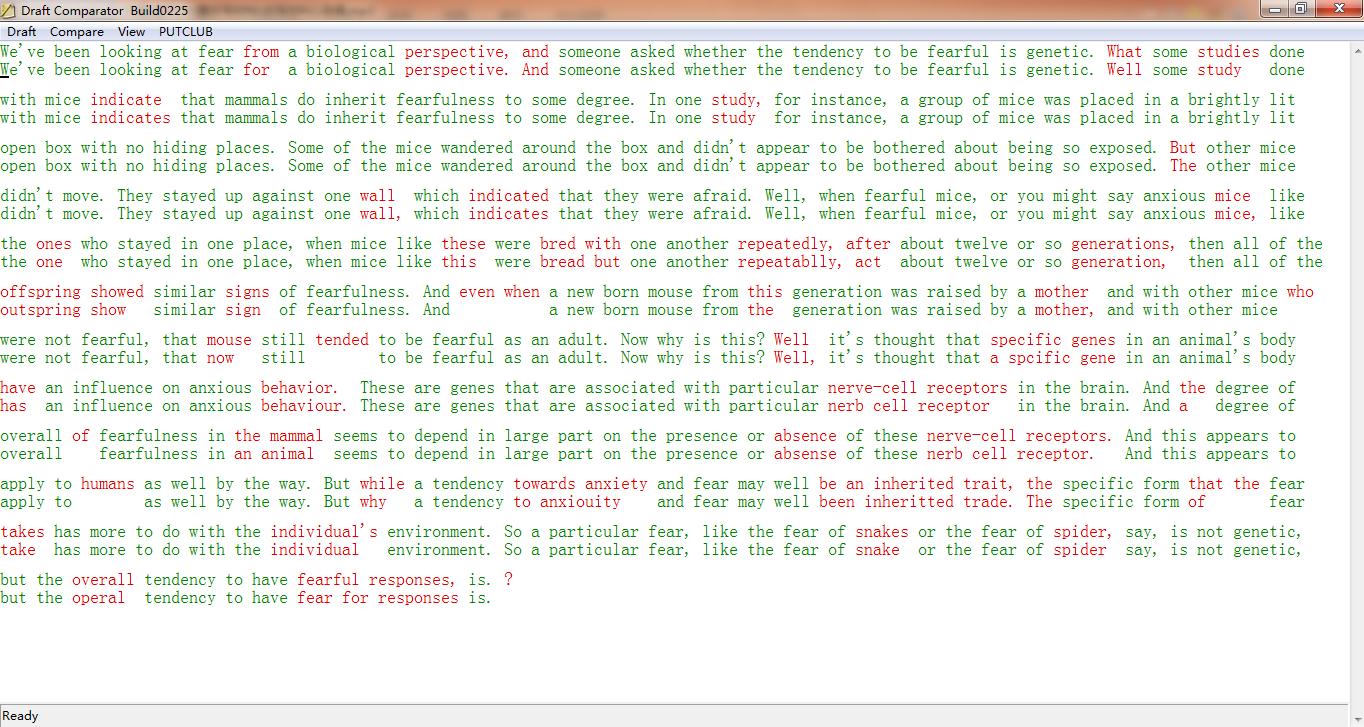 Draft Comparator Build0225
Draft Compare View PUTCLUB
We've been looking at fear from a biological perspective, and someone asked whether the tendency to be fearful is genetic. What some studies done
We've been looking at fear for a biological perspective. And someone asked whether the tendency to be fearful is genetic. Well some study done
with mice indicate that mammals do inherit fearfulness to some degree. In one study, for instance, a group of mice was placed in a brightly lit
with mice indicates that mammals do inherit fearfulness to some degree. In one study for instance, a group of mice was placed in a brightly lit
open box with no hiding places. Some of the mice wandered around the box and didn't appear to be bothered about being so exposed. But other mice
open box with no hiding places. Some of the mice wandered around the box and didn't appear to be bothered about being so exposed. The other mice
didn't move. They stayed up against one wall which indicated that they were afraid. Well, when fearful mice, or you might say anxious mice like
didn't move. They stayed up against one wall, which indicates that they were afraid. Well, when fearful mice, or you might say anxious mice, like
the ones who stayed in one place, when mice like these were bred with one another repeatedly, after about twelve or so generations, then all of the
the one who stayed in one place, when mice like this were bread but one another repeatablly, act about twelve or so generation, then all of the
offspring showed similar signs of fearfulness. And even when a new born mouse from this generation was raised by a mother and with other mice who
outspring show similar sign of fearfulness. And a new born mouse from the generation was raised by a mother, and with other mice
were not fearful, that mouse still tended to be fearful as an adult. Now why is this? Well it's thought that specific genes in an animal's body
were not fearful, that now still to be fearful as an adult. Now why is this? Well, it's thought that a spcific gene in an animal's body
have an influence on anxious behavior. These are genes that are associated with particular nerve-cell receptors in the brain. And the degree of
has an influence on anxious behaviour. These are genes that are associated with particular nerb cell receptor in the brain. And a degree of
overall of fearfulness in the mammal seems to depend in large part on the presence or absence of these nerve-cell receptors. And this appears to
overall fearfulness in an animal seems to depend in large part on the presence or absense of these nerb cell receptor. And this appears to
apply to humans as well by the way. But while a tendency towards anxiety and fear may well be an inherited trait, the specific form that the fear
apply to as well by the way. But why a tendency to anxiouity and fear may well been inheritted trade. The specific form of fear
takes has more to do with the individual's environment. So a particular fear, like the fear of snakes or the fear of spider, say, is not genetic,
take has more to do with the individual environment. So a particular fear, like the fear of snake or the fear of spider say, is not genetic,
but the overall tendency to have fearful responses, is. ?
but the operal tendency to have fear for responses is.
Ready